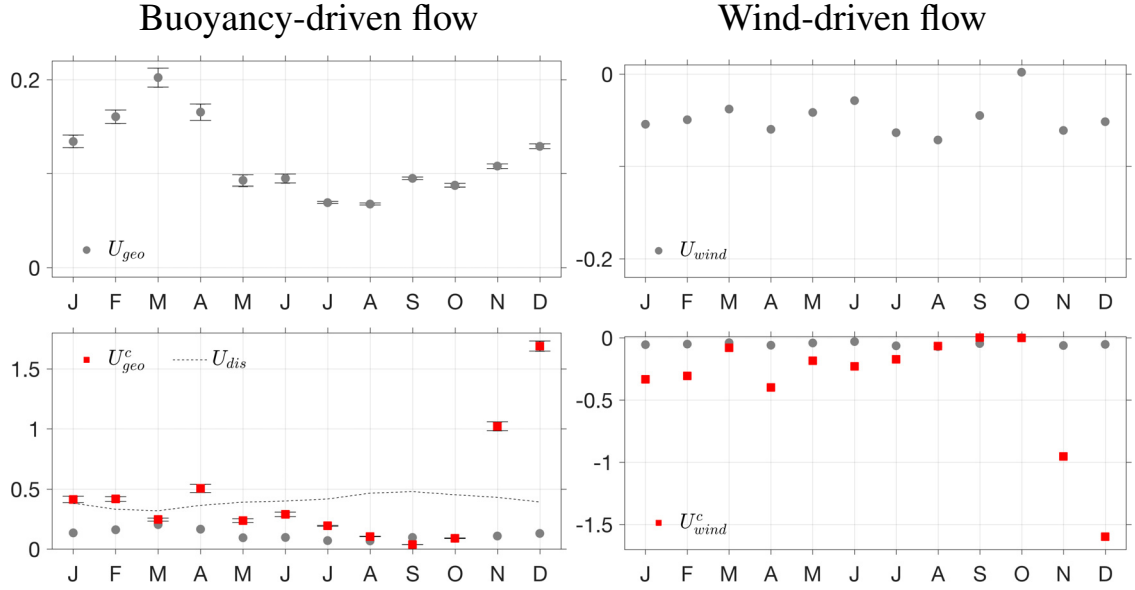 Buoyancy-driven flow
Wind-driven flow
0.2
0
U_geo
J F M A M J J A S O N D
0
-0.2
U_wind
J F M A M J J A S O N D
1.5
1
0.5
0
U^c_geo
U_dis
J F M A M J J A S O N D
0
-0.5
-1
-1.5
U^c_wind
J F M A M J J A S O N D